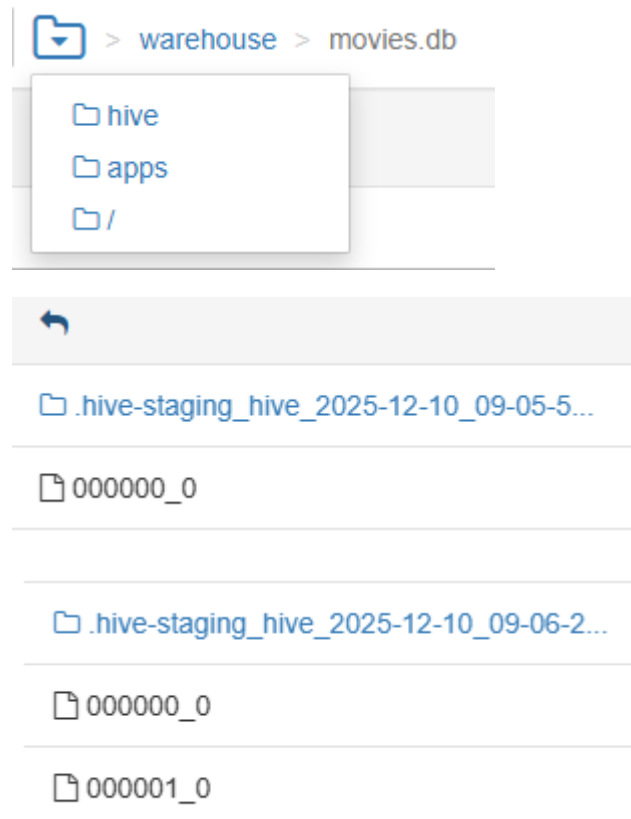 > warehouse > movies.db
hive
apps
/
.hive-staging_hive_2025-12-10_09-05-5...
000000_0
.hive-staging_hive_2025-12-10_09-06-2...
000000_0
000001_0